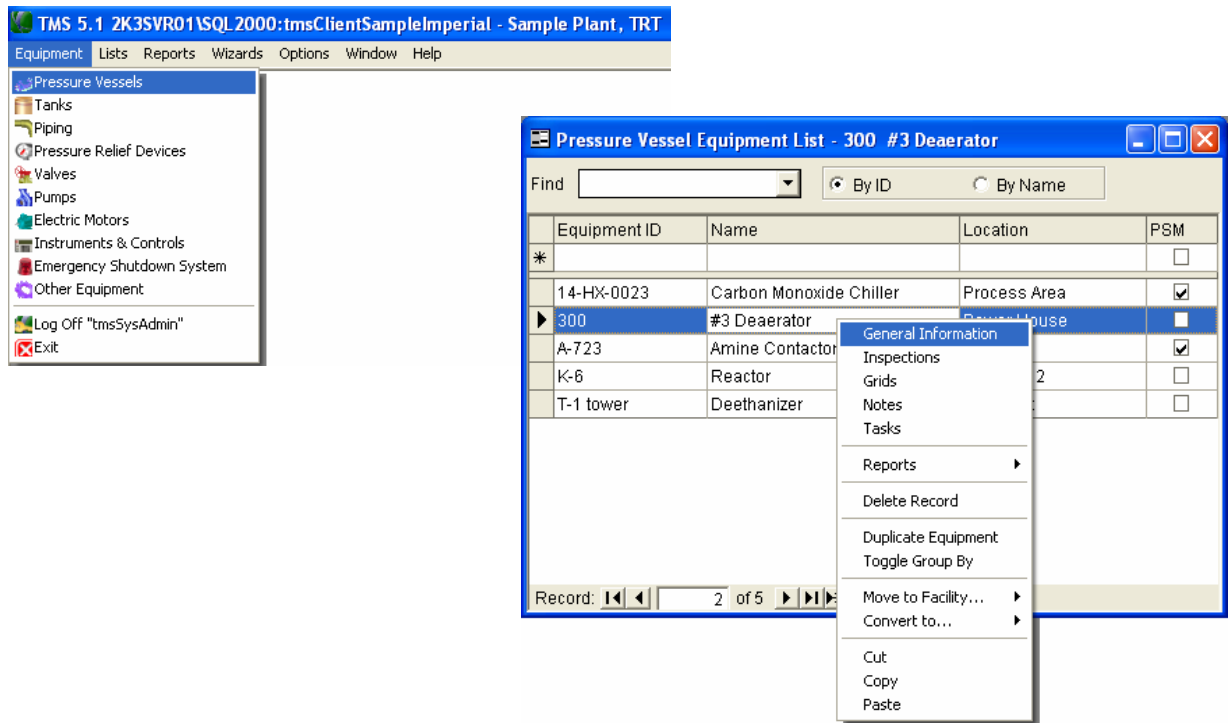 TMS 5.1 2K3SVR01\SQL2000:tmsClientSampleImperial - Sample Plant, TRT
Equipment Lists Reports Wizards Options Window Help
Pressure Vessels
Tanks
Piping
Pressure Relief Devices
Valves
Pumps
Electric Motors
Instruments & Controls
Emergency Shutdown System
Other Equipment
Log Off "tmsSysAdmin"
Exit
Pressure Vessel Equipment List - 300 #3 Deaerator
Find By ID By Name
Equipment ID Name Location PSM
14-HX-0023 Carbon Monoxide Chiller Process Area
300 #3 Deaerator House
A-723 Amine Contactor
K-6 Reactor 2
T-1 tower Deethanizer
Record: 2 of 5
General Information
Inspections
Grids
Notes
Tasks
Reports
Delete Record
Duplicate Equipment
Toggle Group By
Move to Facility...
Convert to...
Cut
Copy
Paste